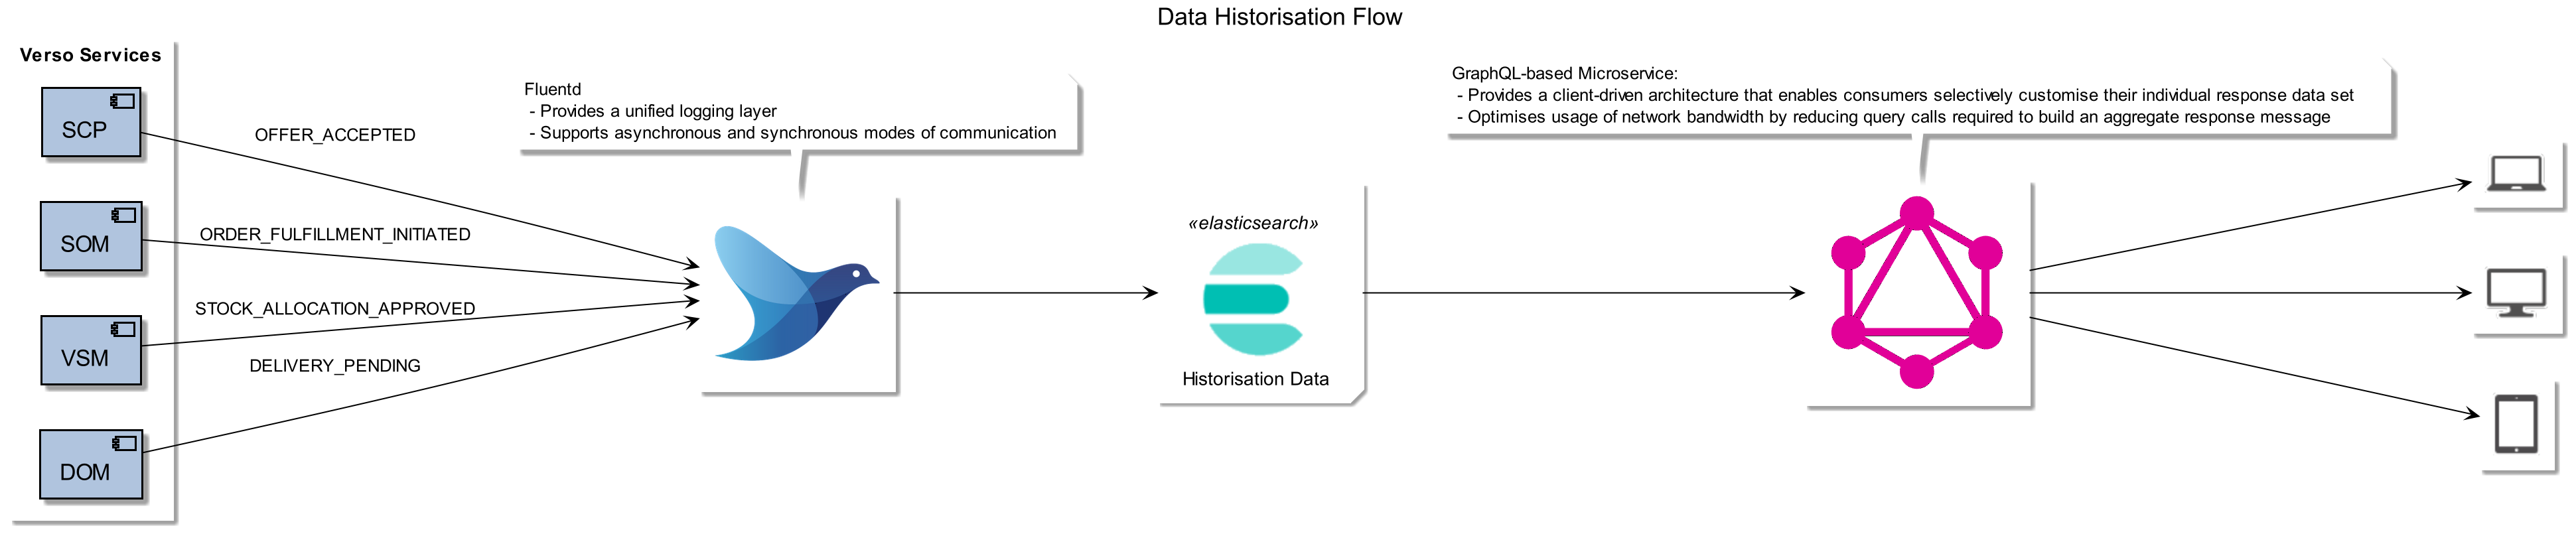 Data Historisation Flow
Verso Services
SCP
SOM
VSM
DOM
OFFER_ACCEPTED
ORDER_FULFILLMENT_INITIATED
STOCK_ALLOCATION_APPROVED
DELIVERY_PENDING
Fluentd
- Provides a unified logging layer
- Supports asynchronous and synchronous modes of communication
«elasticsearch»
Historisation Data
GraphQL-based Microservice:
- Provides a client-driven architecture that enables consumers selectively customise their individual response data set
- Optimises usage of network bandwidth by reducing query calls required to build an aggregate response message